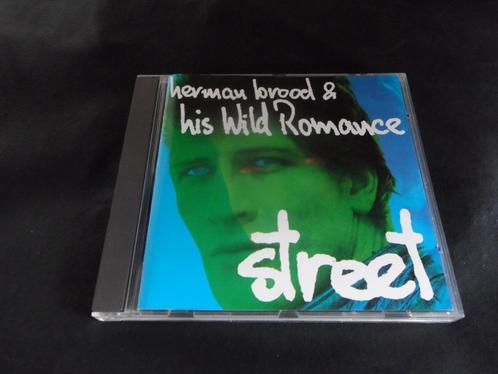 herman brood &
his Wild Romance
street